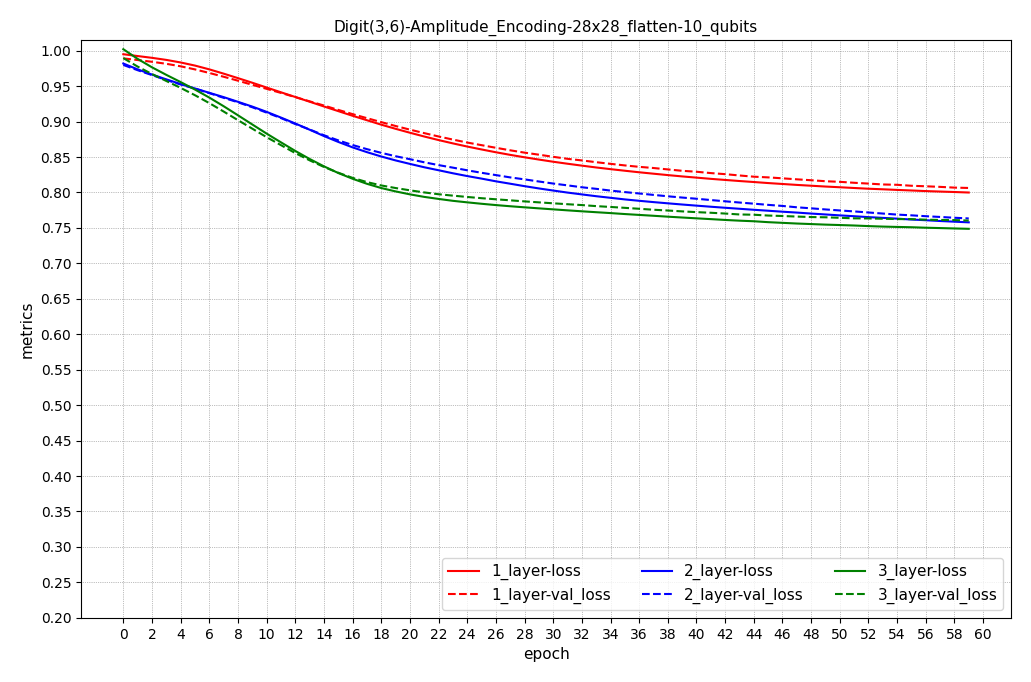 Digit(3,6)-Amplitude_Encoding-28x28_flatten-10_qubits
1.00
0.95
0.90
0.85
0.80
0.75
0.70
0.65
0.60
0.55
0.50
0.45
0.40
0.35
0.30
0.25
0.20
metrics
1_layer-loss 2_layer-loss 3_layer-loss
1_layer-val_loss 2_layer-val_loss 3_layer-val_loss
0 2 4 6 8 10 12 14 16 18 20 22 24 26 28 30 32 34 36 38 40 42 44 46 48 50 52 54 56 58 60
epoch